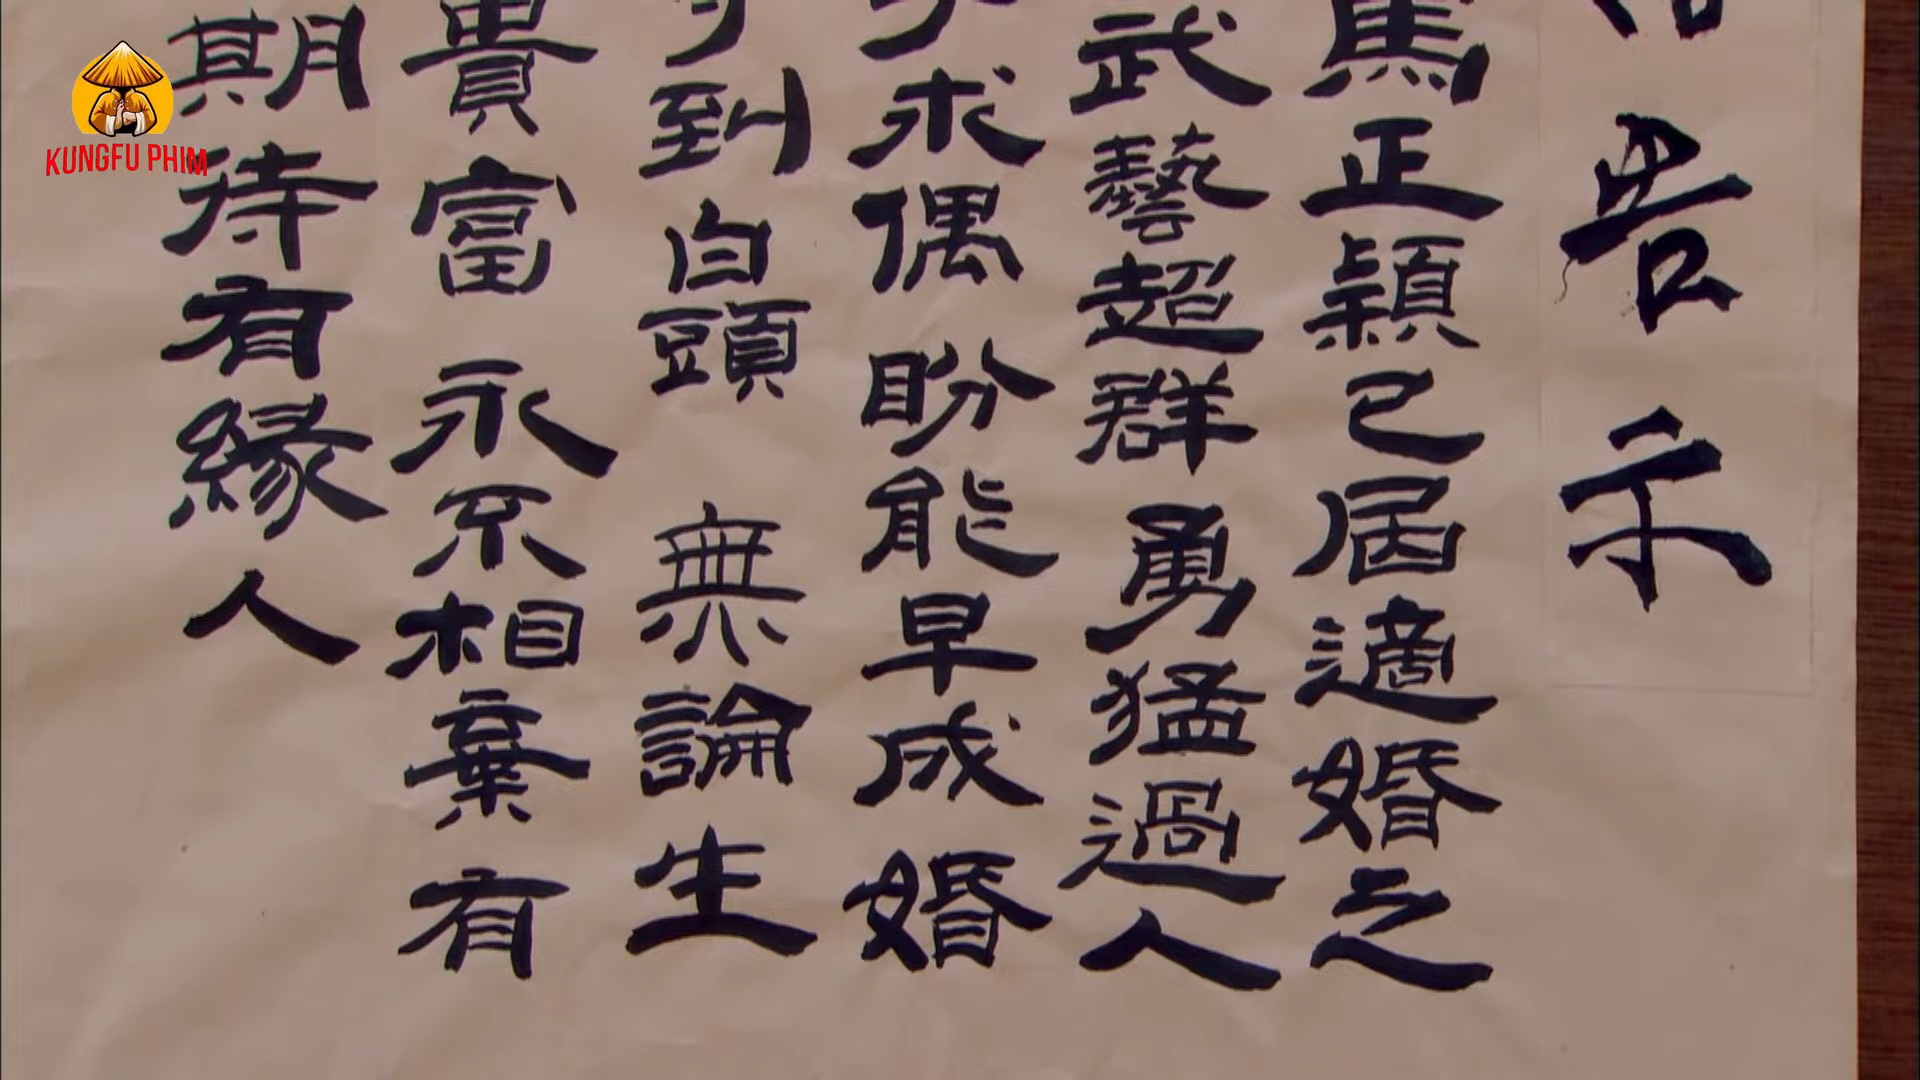 告示
馬正穎已屆適婚之
武藝超群勇猛過人
求偶盼能早成婚
到白頭 無論生
貴富 永不相棄有
期待有緣人
KUNGFU PHIM